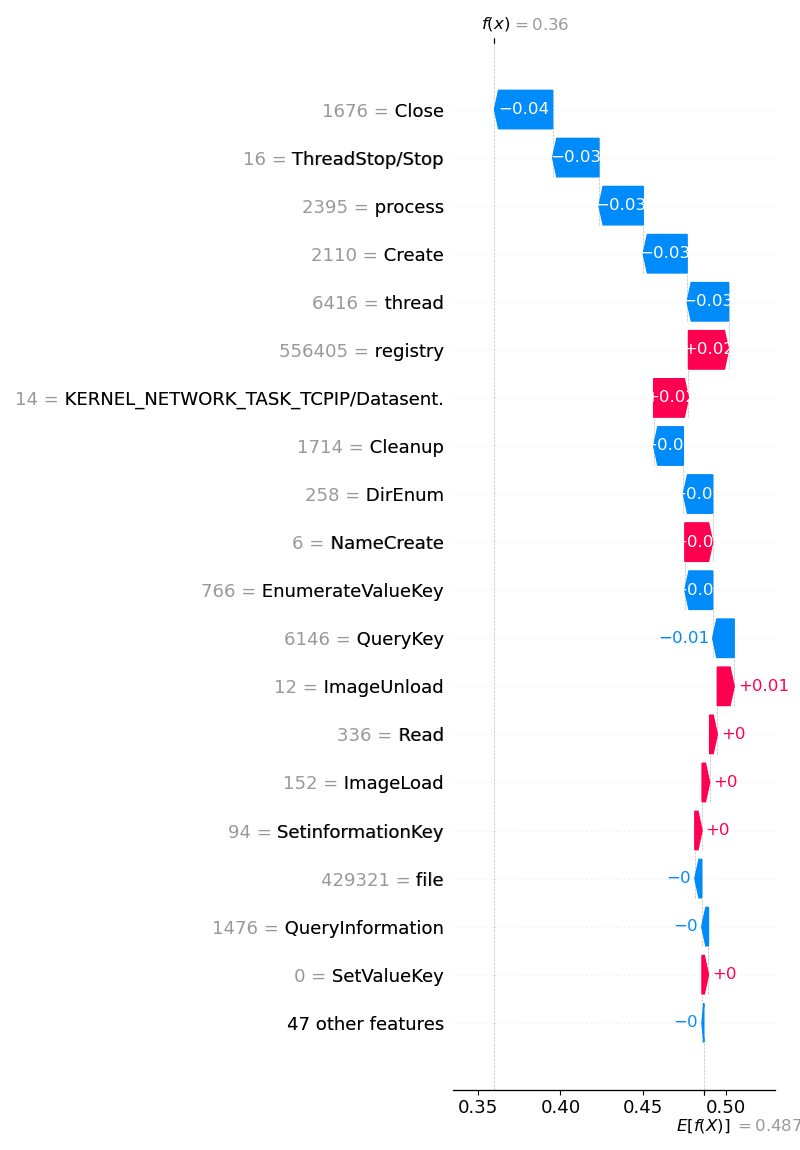 f(x) = 0.36
1676 = Close
−0.04
16 = ThreadStop/Stop
−0.03
2395 = process
−0.03
2110 = Create
−0.03
6416 = thread
−0.03
556405 = registry
+0.02
14 = KERNEL_NETWORK_TASK_TCPIP/Datasent.
+0.02
1714 = Cleanup
258 = DirEnum
6 = NameCreate
766 = EnumerateValueKey
6146 = QueryKey
−0.01
12 = ImageUnload
+0.01
336 = Read
+0
152 = ImageLoad
+0
94 = SetinformationKey
+0
429321 = file
−0
1476 = QueryInformation
−0
0 = SetValueKey
+0
47 other features
−0
0.35 0.40 0.45 0.50
E[f(X)] = 0.487